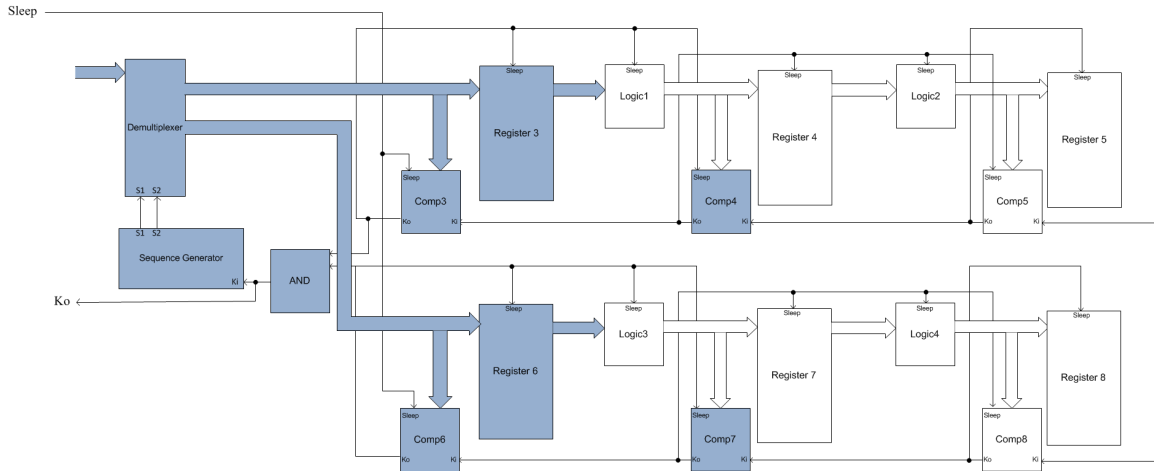 Sleep
Demultiplexer
S1 S2
S1 S2
Sequence Generator
Ki
Ko
AND
Sleep
Register 3
Sleep
Logic1
Sleep
Register 4
Sleep
Logic2
Sleep
Register 5
Sleep
Comp3
Ko Ki
Sleep
Comp4
Ko Ki
Sleep
Comp5
Ko Ki
Sleep
Register 6
Sleep
Logic3
Sleep
Register 7
Sleep
Logic4
Sleep
Register 8
Sleep
Comp6
Ko Ki
Sleep
Comp7
Ko Ki
Sleep
Comp8
Ko Ki